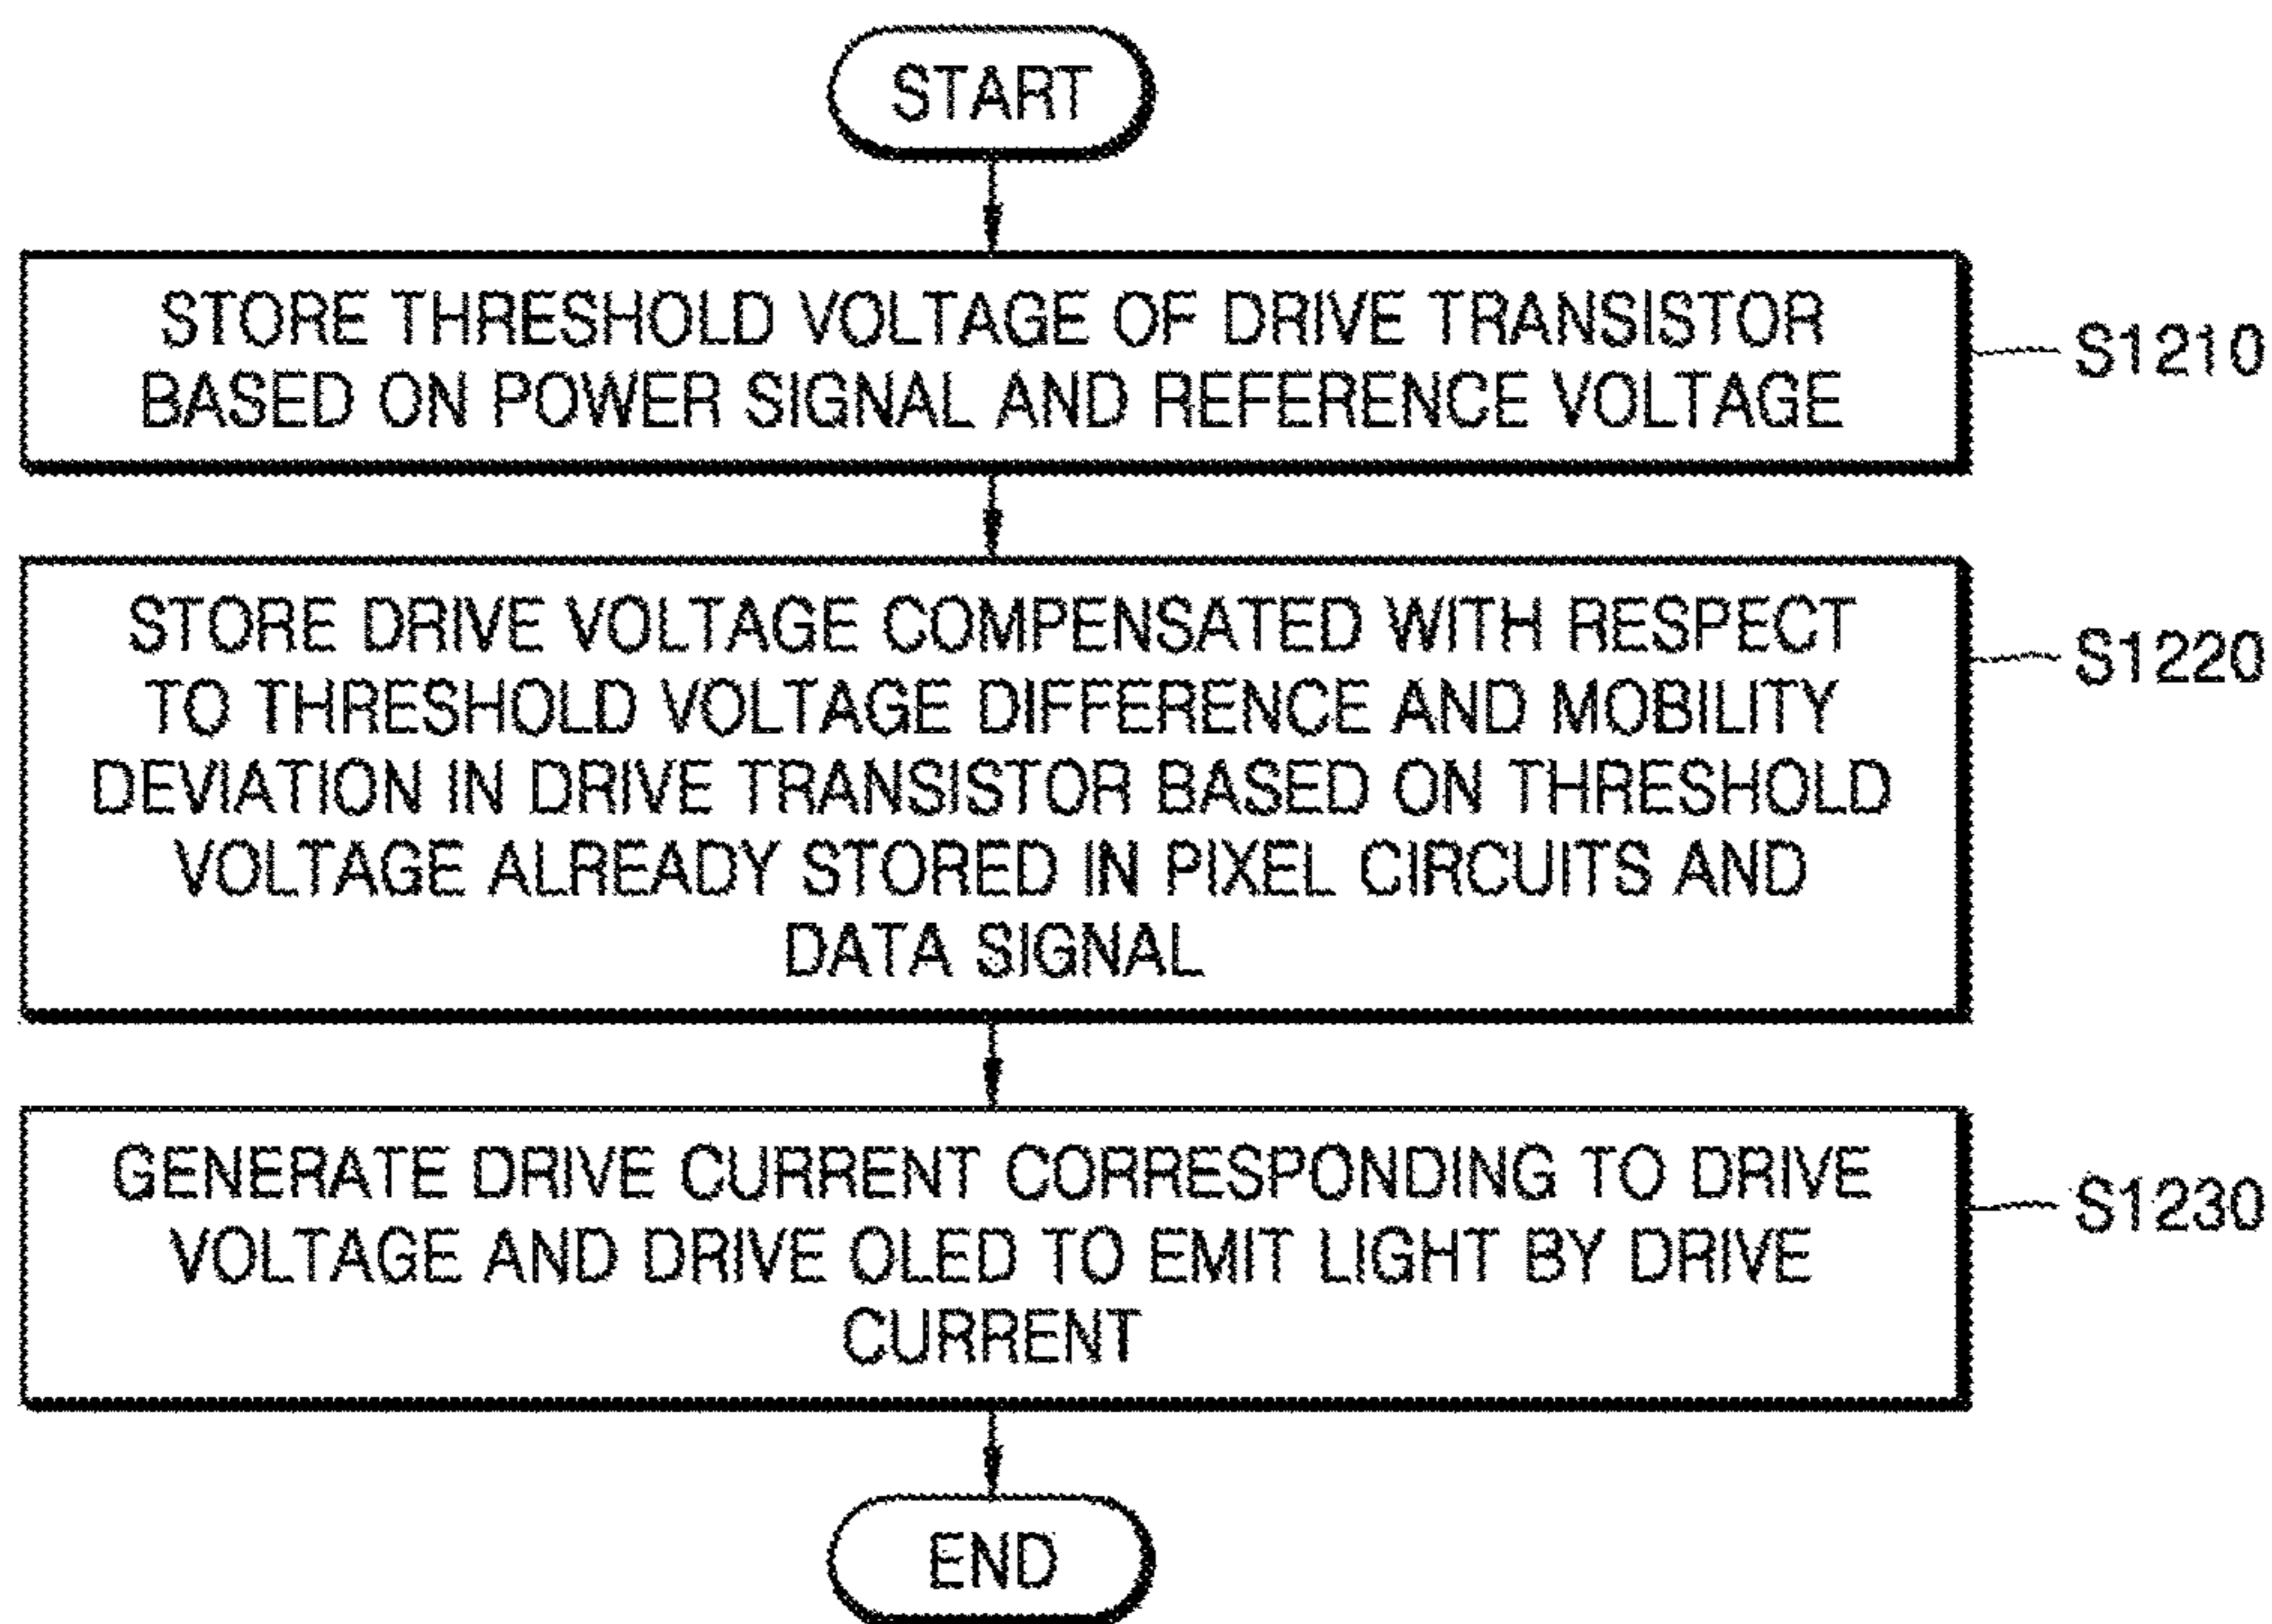 START
STORE THRESHOLD VOLTAGE OF DRIVE TRANSISTOR
BASED ON POWER SIGNAL AND REFERENCE VOLTAGE
S1210
STORE DRIVE VOLTAGE COMPENSATED WITH RESPECT
TO THRESHOLD VOLTAGE DIFFERENCE AND MOBILITY
DEVIATION IN DRIVE TRANSISTOR BASED ON THRESHOLD
VOLTAGE ALREADY STORED IN PIXEL CIRCUITS AND
DATA SIGNAL
S1220
GENERATE DRIVE CURRENT CORRESPONDING TO DRIVE
VOLTAGE AND DRIVE OLED TO EMIT LIGHT BY DRIVE
CURRENT
S1230
END